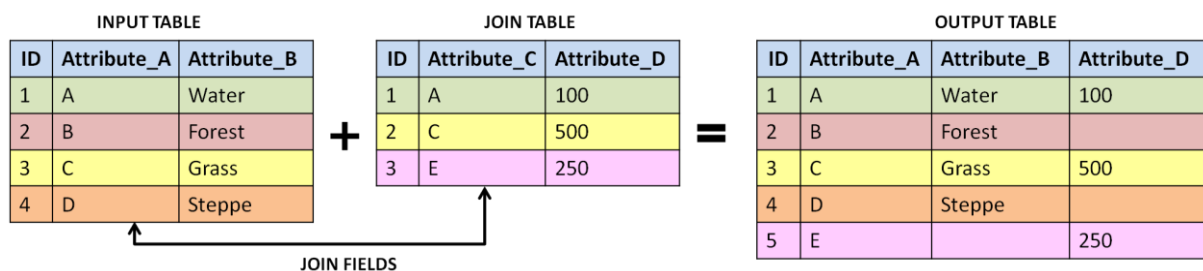 INPUT TABLE
ID Attribute_A Attribute_B
1 A Water
2 B Forest
3 C Grass
4 D Steppe
+
JOIN TABLE
ID Attribute_C Attribute_D
1 A 100
2 C 500
3 E 250
=
OUTPUT TABLE
ID Attribute_A Attribute_B Attribute_D
1 A Water 100
2 B Forest
3 C Grass 500
4 D Steppe
5 E 250
JOIN FIELDS